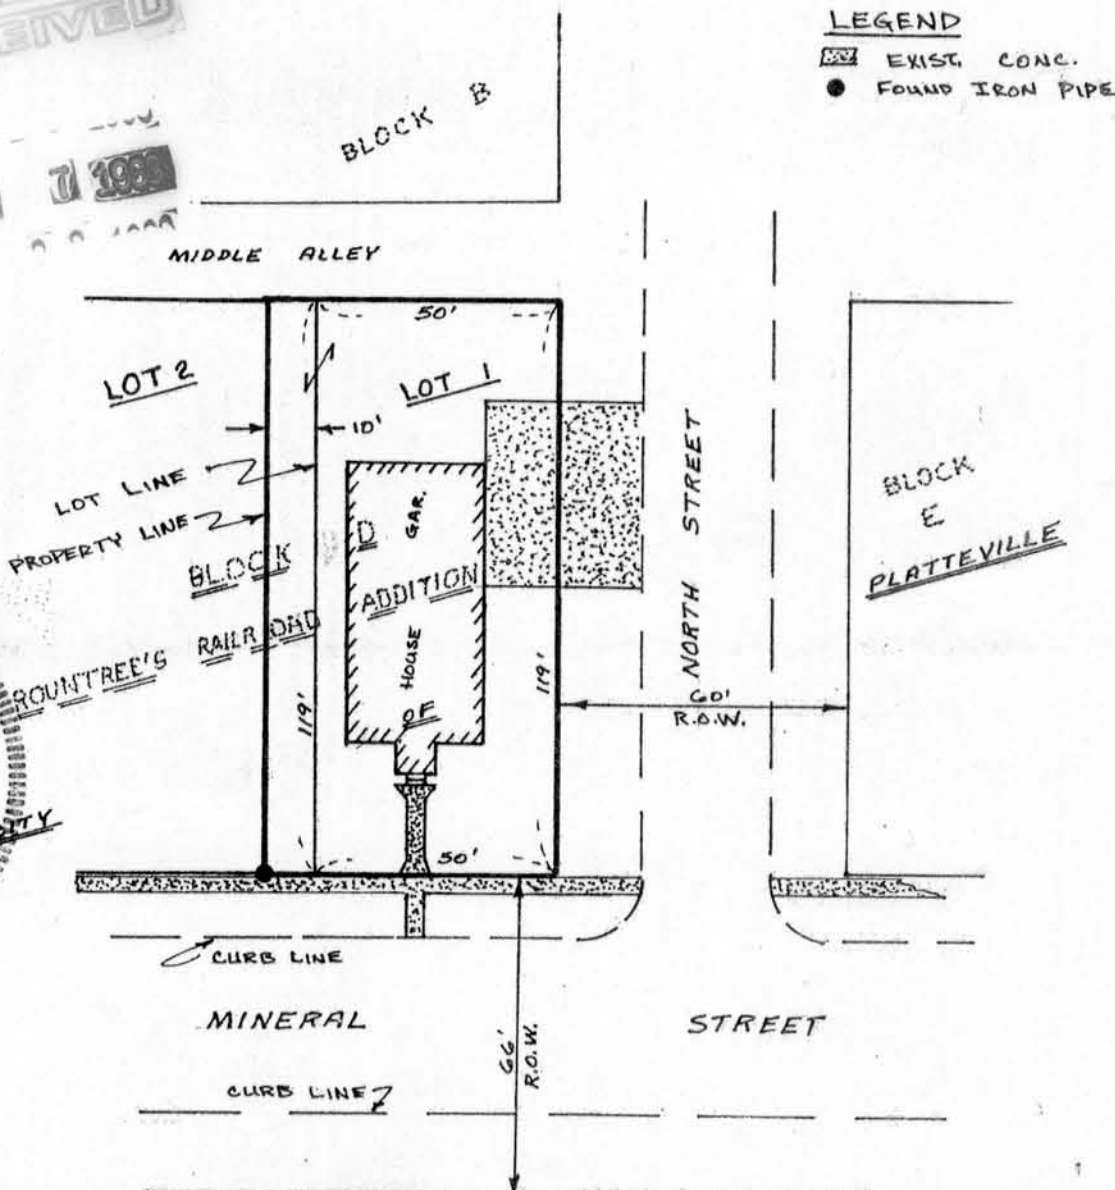 LEGEND
EXIST. CONC.
FOUND IRON PIPE
BLOCK B
MIDDLE ALLEY
50'
LOT 2
LOT 1
10'
LOT LINE
PROPERTY LINE
GAR.
NORTH STREET
BLOCK
E
PLATTEVILLE
BLOCK D
ROUNTREE'S RAILROAD ADDITION
HOUSE
OF
119'
119'
60'
R.O.W.
50'
CURB LINE
MINERAL STREET
66'
R.O.W.
CURB LINE